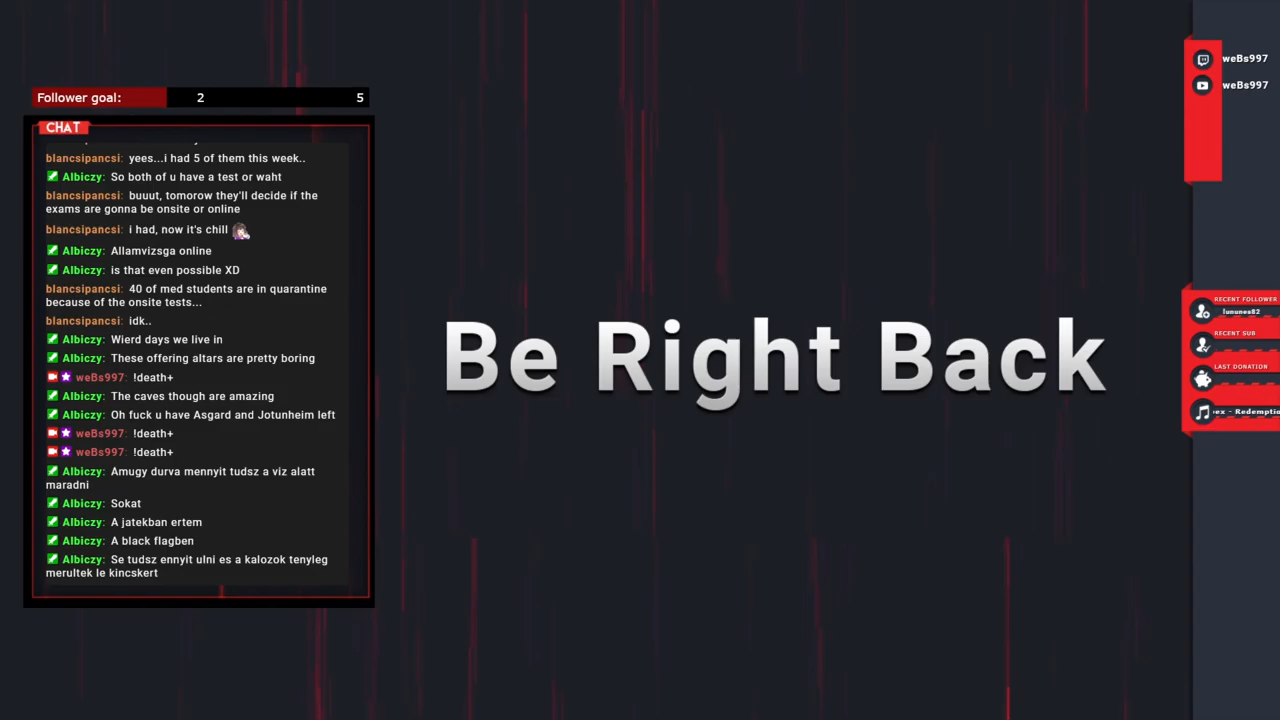 Follower goal: 2 5
CHAT
blancsipancsi: yees...i had 5 of them this week..
Albiczy: So both of u have a test or waht
blancsipancsi: buuut, tomorow they'll decide if the
exams are gonna be onsite or online
blancsipancsi: i had, now it's chill
Albiczy: Allamvizsga online
Albiczy: is that even possible XD
blancsipancsi: 40 of med students are in quarantine
because of the onsite tests...
blancsipancsi: idk..
Albiczy: Wierd days we live in
Albiczy: These offering altars are pretty boring
weBs997: !death+
Albiczy: The caves though are amazing
Albiczy: Oh fuck u have Asgard and Jotunheim left
weBs997: !death+
weBs997: !death+
Albiczy: Amugy durva mennyit tudsz a viz alatt
maradni
Albiczy: Sokat
Albiczy: A jatekban ertem
Albiczy: A black flagben
Albiczy: Se tudsz ennyit ulni es a kalozok tenyleg
merultek le kincskert
Be Right Back
weBs997
weBs997
RECENT FOLLOWER
lununes82
RECENT SUB
LAST DONATION
- Redemptio